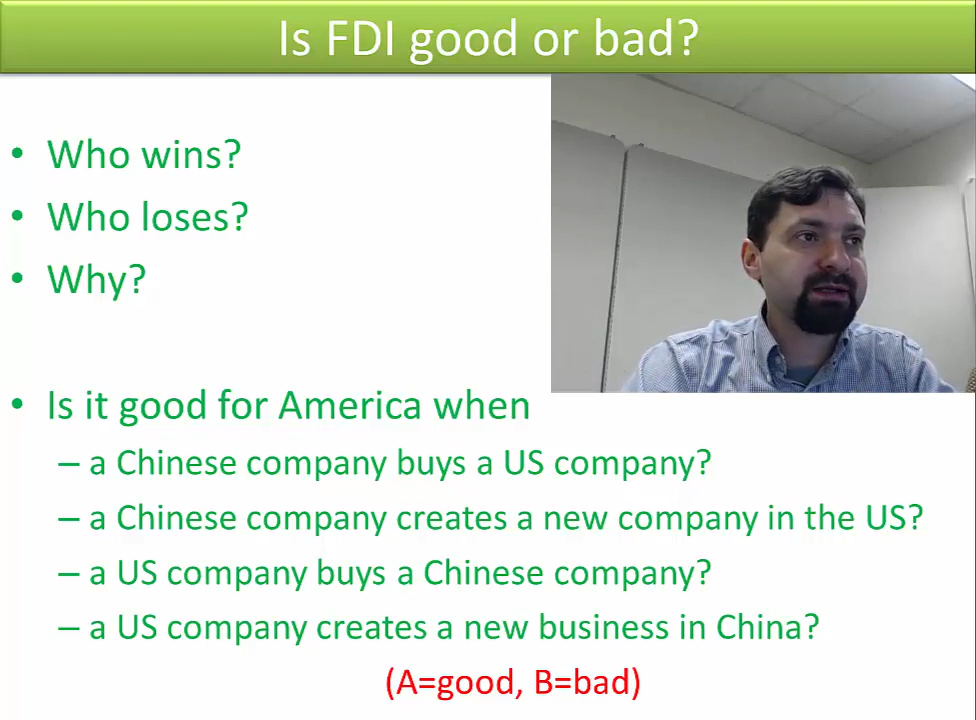 Is FDI good or bad?
• Who wins?
• Who loses?
• Why?
• Is it good for America when
– a Chinese company buys a US company?
– a Chinese company creates a new company in the US?
– a US company buys a Chinese company?
– a US company creates a new business in China?
(A=good, B=bad)